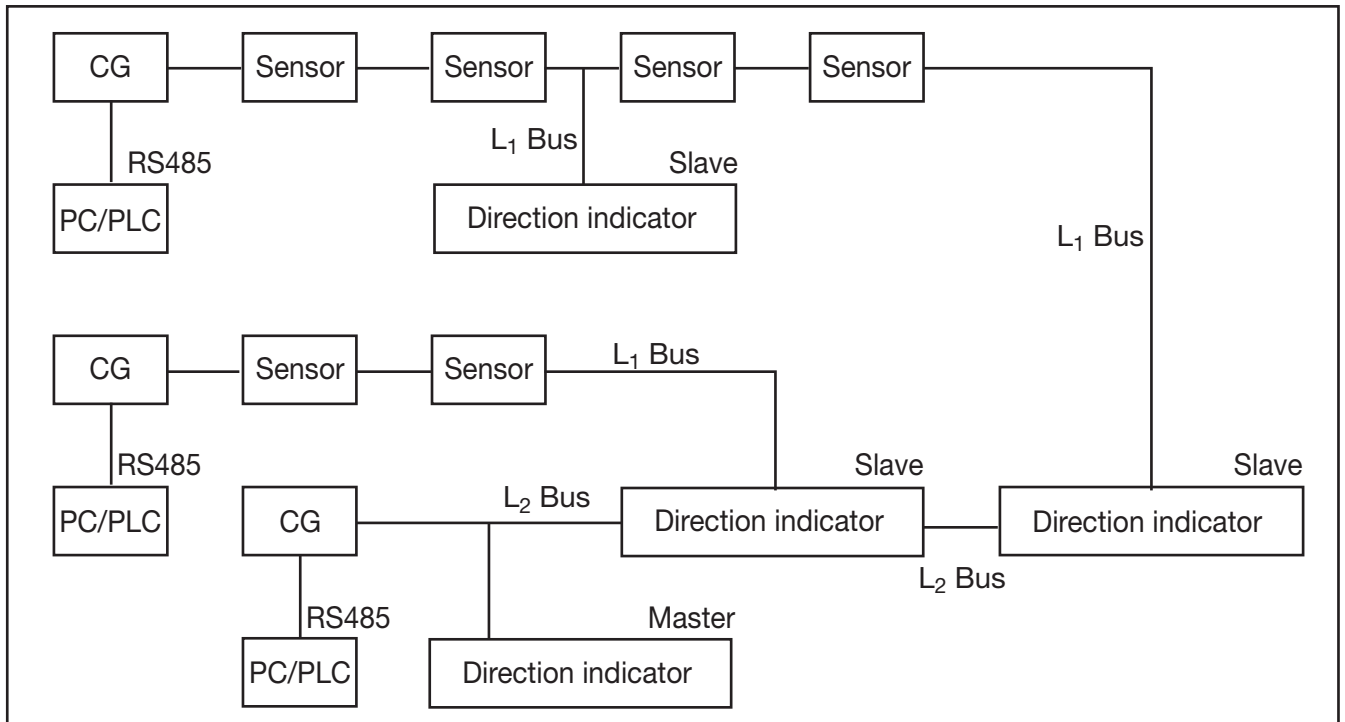 CG
Sensor
Sensor
Sensor
Sensor
L₁ Bus
RS485
Slave
PC/PLC
Direction indicator
L₁ Bus
CG
Sensor
Sensor
L₁ Bus
RS485
Slave
Slave
PC/PLC
CG
L₂ Bus
Direction indicator
Direction indicator
L₂ Bus
RS485
Master
PC/PLC
Direction indicator